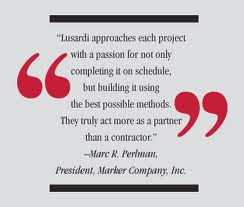 “Lusardi approaches each project
with a passion for not only
completing it on schedule,
but building it using
the best possible methods.
They truly act more as a partner
than a contractor.”
–Marc R. Perlman,
President, Marker Company, Inc.